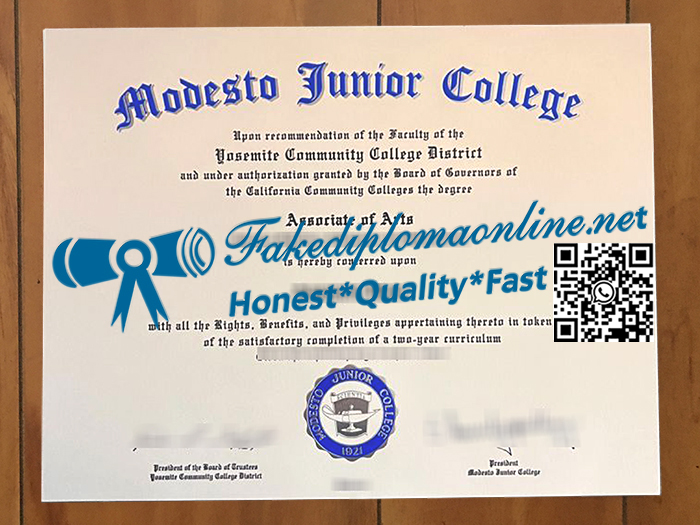 Modesto Junior College
Upon recommendation of the Faculty of the
Yosemite Community College District
and under authorization granted by the Board of Governors of
the California Community Colleges the degree
Associate of Arts
Fakediplomaonline.net
is hereby conferred upon
Honest*Quality*Fast
with all the Rights, Benefits, and Privileges appertaining thereto in token
of the satisfactory completion of a two-year curriculum
MODESTO JUNIOR COLLEGE
1921
President of the Board of Trustees
Yosemite Community College District
President
Modesto Junior College